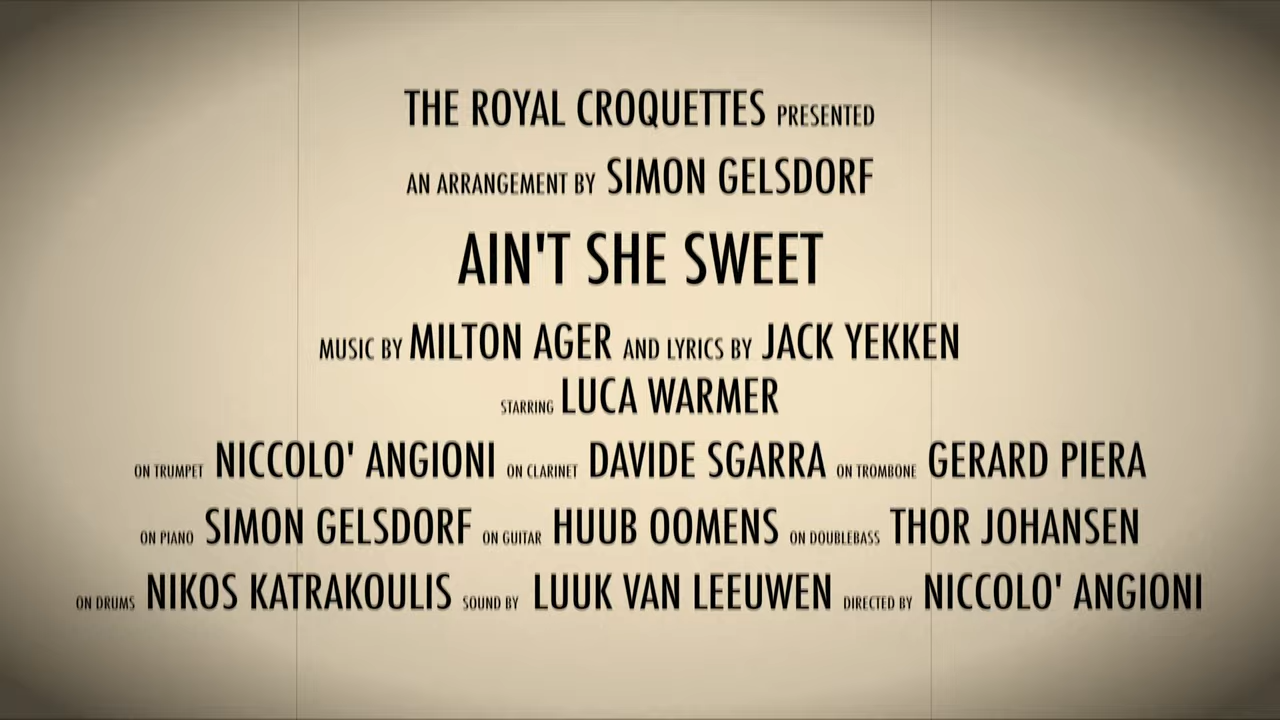 THE ROYAL CROQUETTES PRESENTED
AN ARRANGEMENT BY SIMON GELSDORF
AIN'T SHE SWEET
MUSIC BY MILTON AGER AND LYRICS BY JACK YEKKEN
STARRING LUCA WARMER
ON TRUMPET NICCOLO' ANGIONI ON CLARINET DAVIDE SGARRA ON TROMBONE GERARD PIERA
ON PIANO SIMON GELSDORF ON GUITAR HUUB OOMENS ON DOUBLEBASS THOR JOHANSEN
ON DRUMS NIKOS KATRAKOULIS SOUND BY LUUK VAN LEEUWEN DIRECTED BY NICCOLO' ANGIONI